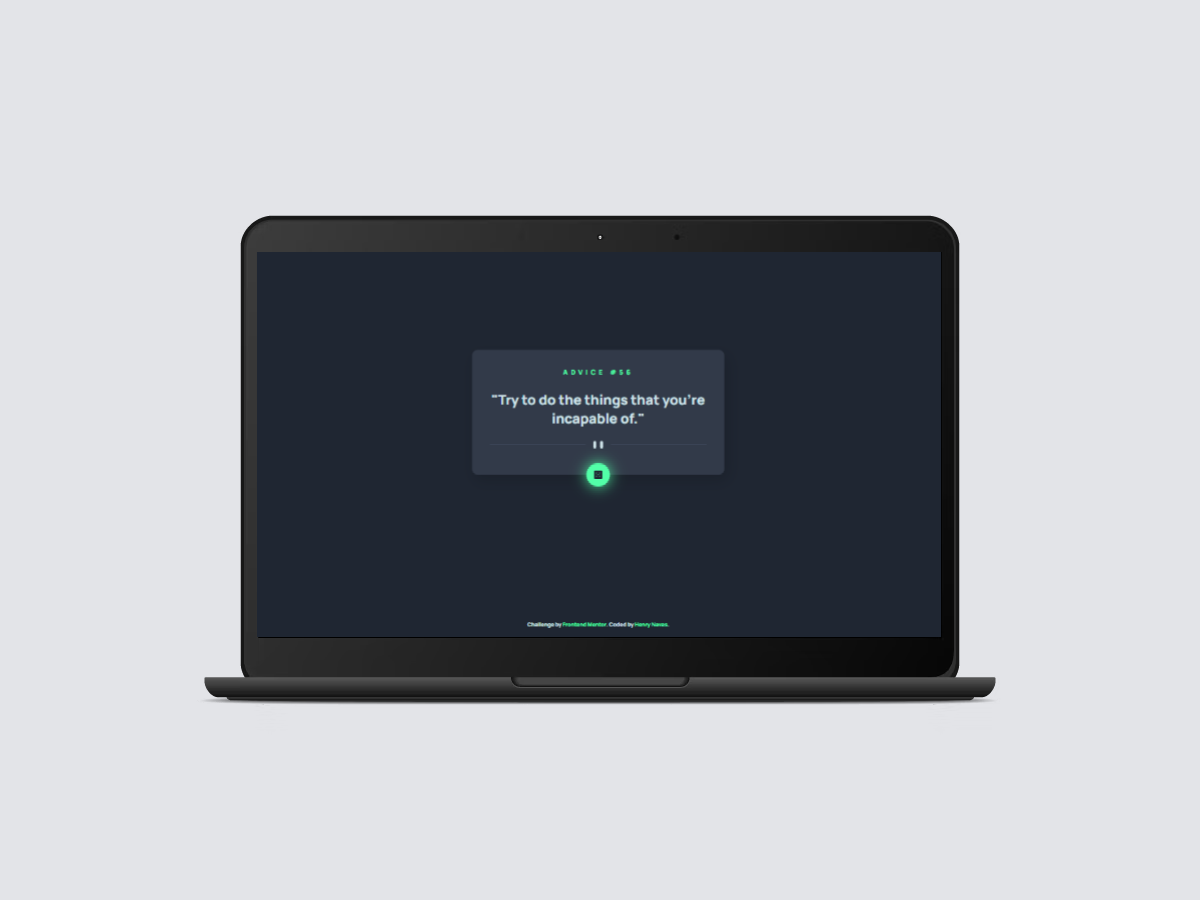 ADVICE #56
"Try to do the things that you're
incapable of."
Challenge by Frontend Mentor. Coded by Henry